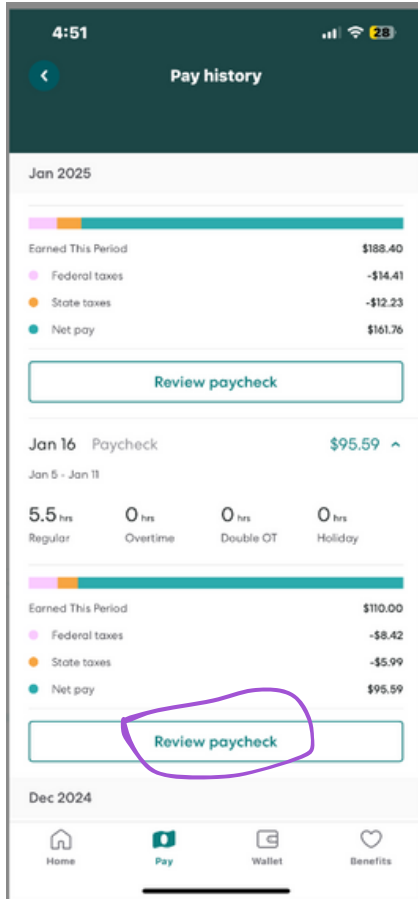 4:51 28
Pay history
Jan 2025
Earned This Period $188.40
Federal taxes -$14.41
State taxes -$12.23
Net pay $161.76
Review paycheck
Jan 16 Paycheck $95.59
Jan 5 - Jan 11
5.5 hrs 0 hrs 0 hrs 0 hrs
Regular Overtime Double OT Holiday
Earned This Period $110.00
Federal taxes -$8.42
State taxes -$5.99
Net pay $95.59
Review paycheck
Dec 2024
Home Pay Wallet Benefits